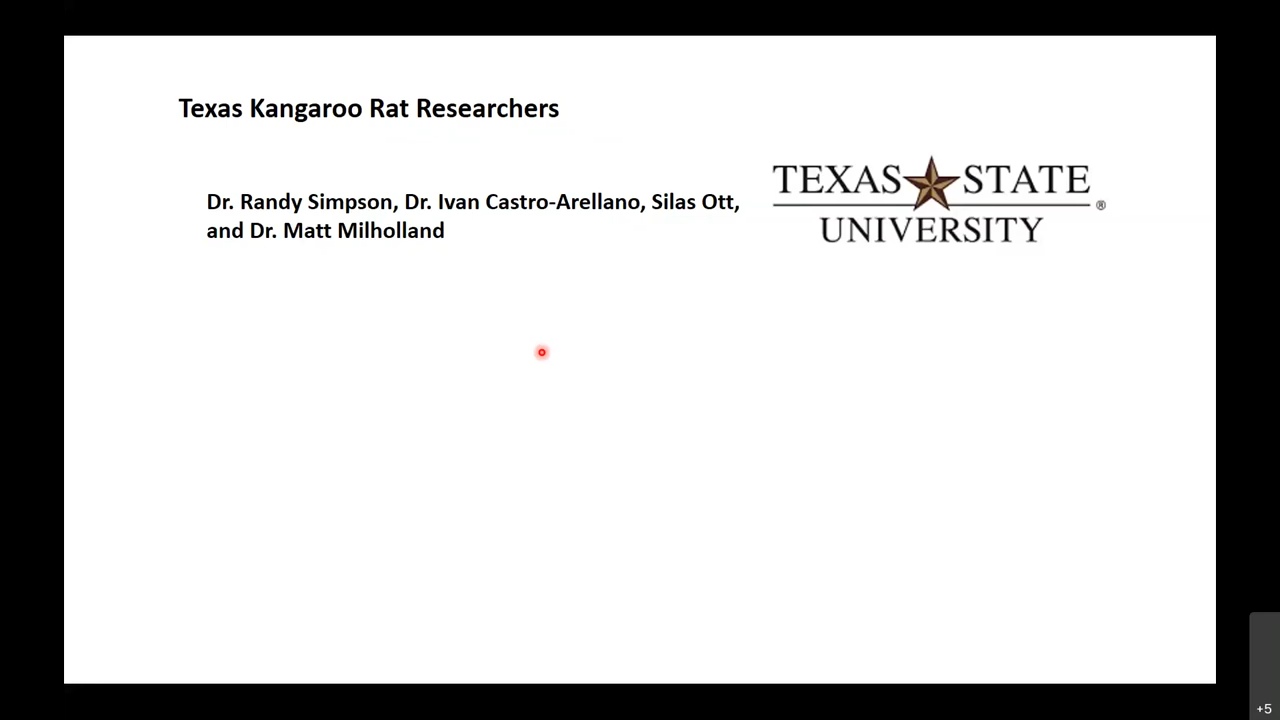 Texas Kangaroo Rat Researchers
Dr. Randy Simpson, Dr. Ivan Castro-Arellano, Silas Ott,
and Dr. Matt Milholland
TEXAS STATE
UNIVERSITY ®
+5